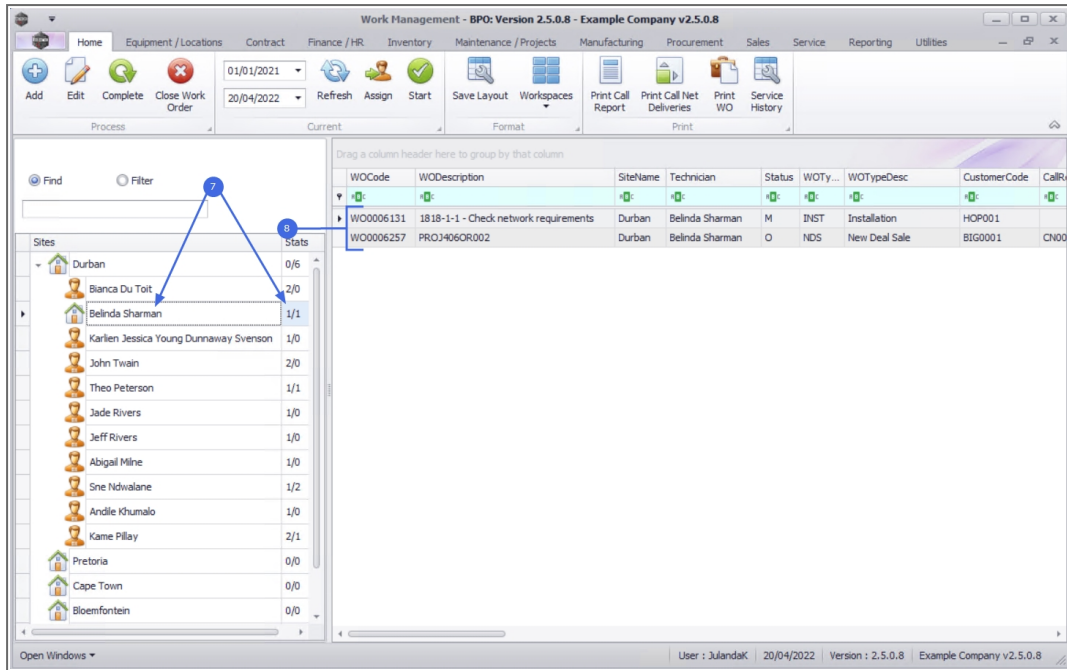 Work Management - BPO: Version 2.5.0.8 - Example Company v2.5.0.8
Home Equipment / Locations Contract Finance / HR Inventory Maintenance / Projects Manufacturing Procurement Sales Service Reporting Utilities
01/01/2021
20/04/2022
Add Edit Complete Close Work Order Refresh Assign Start Save Layout Workspaces Print Call Report Print Call Net Deliveries Print WO Service History
Process Current Format Print
Drag a column header here to group by that column
Find Filter
7
8
WOCode WODescription SiteName Technician Status WOTy... WOTypeDesc CustomerCode CallRe
WO0006131 1818-1-1 - Check network requirements Durban Belinda Sharman M INST Installation HOP001
WO0006257 PROJ406OR002 Durban Belinda Sharman O NDS New Deal Sale BIG0001 CN00
Sites Stats
Durban 0/6
Bianca Du Toit 2/0
Belinda Sharman 1/1
Karlien Jessica Young Dunnaway Svenson 1/0
John Twain 2/0
Theo Peterson 1/1
Jade Rivers 1/0
Jeff Rivers 1/0
Abigail Milne 1/0
Sne Ndwalane 1/2
Andile Khumalo 1/0
Kame Pillay 2/1
Pretoria 0/0
Cape Town 0/0
Bloemfontein 0/0
Open Windows User : JulandaK 20/04/2022 Version : 2.5.0.8 Example Company v2.5.0.8